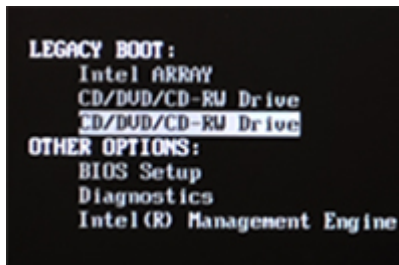 LEGACY BOOT:
Intel ARRAY
CD/DVD/CD-RW Drive
CD/DVD/CD-RW Drive
OTHER OPTIONS:
BIOS Setup
Diagnostics
Intel(R) Management Engine